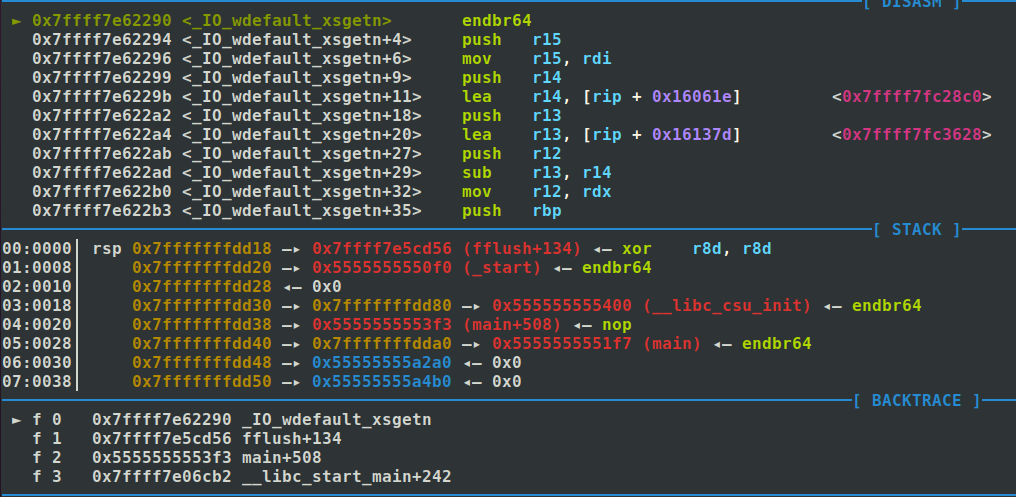 [ DISASM ]
► 0x7ffff7e62290 <_IO_wdefault_xsgetn> endbr64
0x7ffff7e62294 <_IO_wdefault_xsgetn+4> push r15
0x7ffff7e62296 <_IO_wdefault_xsgetn+6> mov r15, rdi
0x7ffff7e62299 <_IO_wdefault_xsgetn+9> push r14
0x7ffff7e6229b <_IO_wdefault_xsgetn+11> lea r14, [rip + 0x16061e] <0x7ffff7fc28c0>
0x7ffff7e622a2 <_IO_wdefault_xsgetn+18> push r13
0x7ffff7e622a4 <_IO_wdefault_xsgetn+20> lea r13, [rip + 0x16137d] <0x7ffff7fc3628>
0x7ffff7e622ab <_IO_wdefault_xsgetn+27> push r12
0x7ffff7e622ad <_IO_wdefault_xsgetn+29> sub r13, r14
0x7ffff7e622b0 <_IO_wdefault_xsgetn+32> mov r12, rdx
0x7ffff7e622b3 <_IO_wdefault_xsgetn+35> push rbp
[ STACK ]
00:0000│ rsp 0x7fffffffdd18 —▸ 0x7ffff7e5cd56 (fflush+134) ◂— xor r8d, r8d
01:0008│ 0x7fffffffdd20 —▸ 0x5555555550f0 (_start) ◂— endbr64
02:0010│ 0x7fffffffdd28 ◂— 0x0
03:0018│ 0x7fffffffdd30 —▸ 0x7fffffffdd80 —▸ 0x555555555400 (__libc_csu_init) ◂— endbr64
04:0020│ 0x7fffffffdd38 —▸ 0x5555555553f3 (main+508) ◂— nop
05:0028│ 0x7fffffffdd40 —▸ 0x7fffffffdda0 —▸ 0x5555555551f7 (main) ◂— endbr64
06:0030│ 0x7fffffffdd48 —▸ 0x55555555a2a0 ◂— 0x0
07:0038│ 0x7fffffffdd50 —▸ 0x55555555a4b0 ◂— 0x0
[ BACKTRACE ]
► f 0 0x7ffff7e62290 _IO_wdefault_xsgetn
f 1 0x7ffff7e5cd56 fflush+134
f 2 0x5555555553f3 main+508
f 3 0x7ffff7e06cb2 __libc_start_main+242